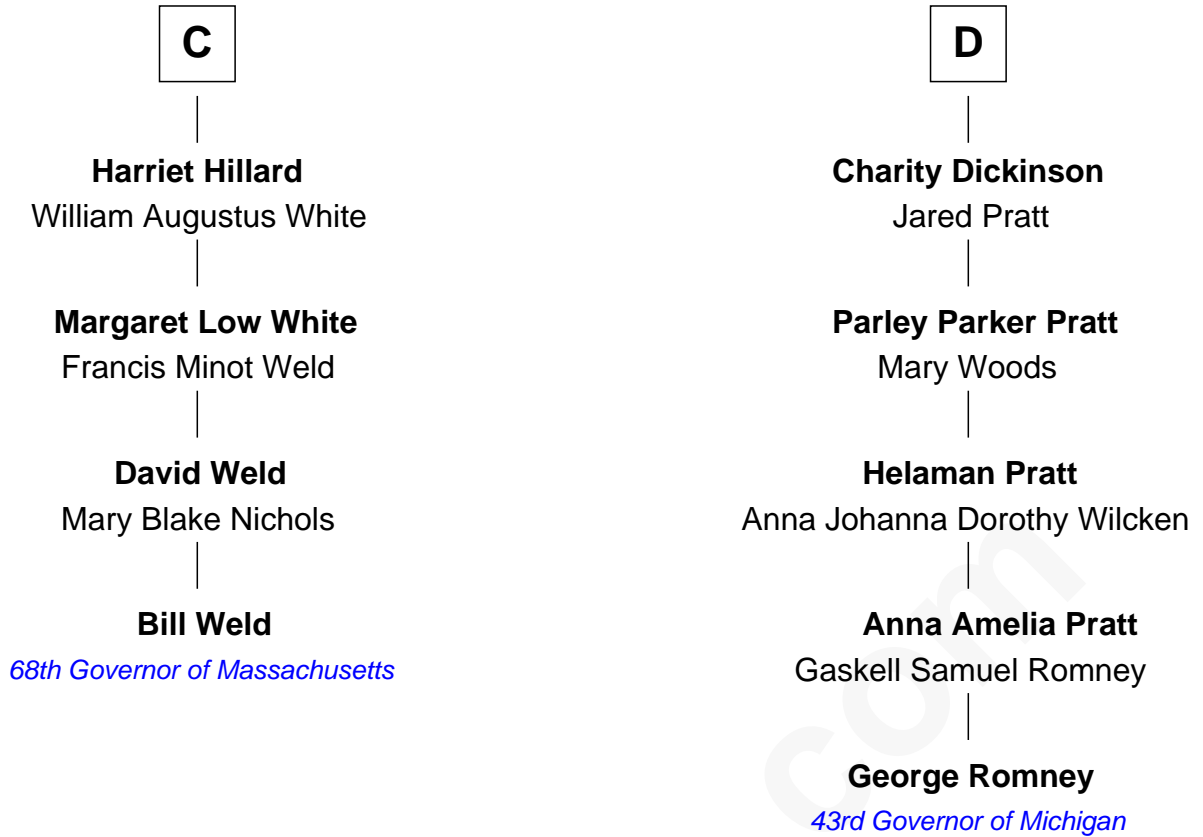 C
Harriet Hillard
William Augustus White
Margaret Low White
Francis Minot Weld
David Weld
Mary Blake Nichols
Bill Weld
68th Governor of Massachusetts
D
Charity Dickinson
Jared Pratt
Parley Parker Pratt
Mary Woods
Helaman Pratt
Anna Johanna Dorothy Wilcken
Anna Amelia Pratt
Gaskell Samuel Romney
George Romney
43rd Governor of Michigan
com